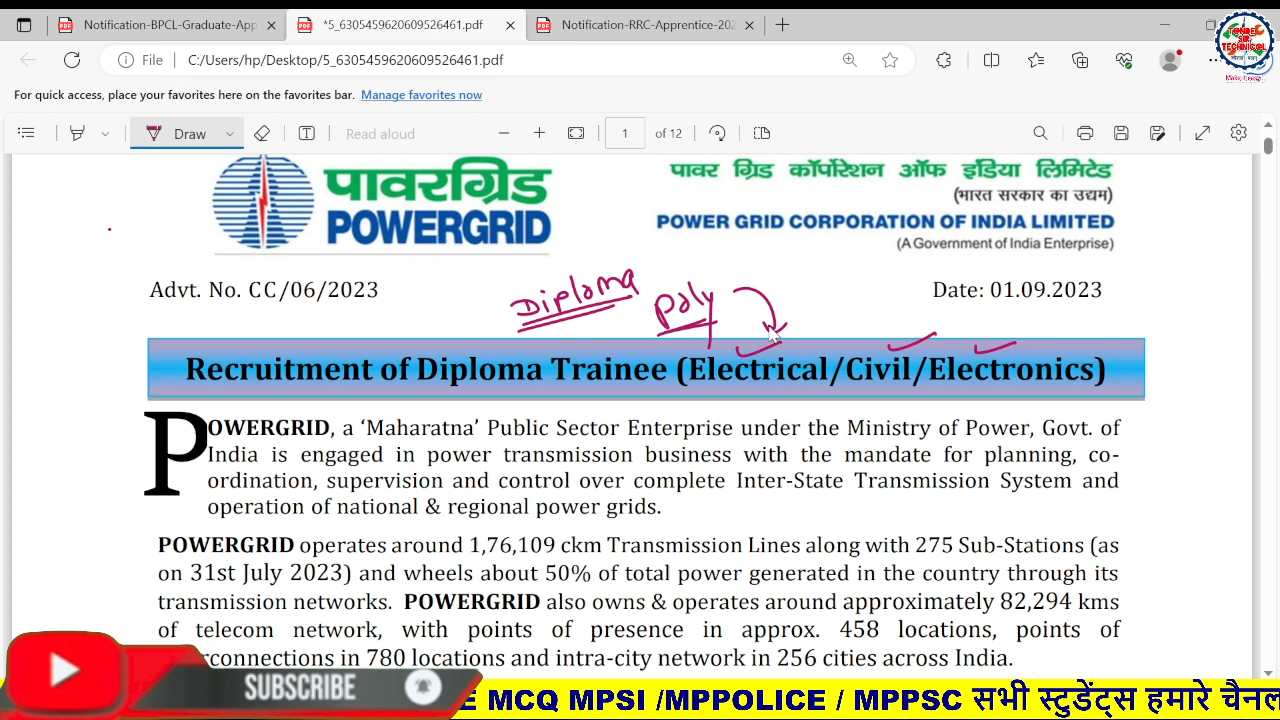 Notification-BPCL-Graduate-App
*5_6305459620609526461.pdf
Notification-RRC-Apprentice-202
File
C:/Users/hp/Desktop/5_6305459620609526461.pdf
For quick access, place your favorites here on the favorites bar. Manage favorites now
Draw
Read aloud
1 of 12
TECHNICAL
पावरग्रिड
POWERGRID
पावर ग्रिड कॉर्पोरेशन ऑफ इंडिया लिमिटेड
(भारत सरकार का उद्यम)
POWER GRID CORPORATION OF INDIA LIMITED
(A Government of India Enterprise)
Advt. No. CC/06/2023
Diploma Poly
Date: 01.09.2023
Recruitment of Diploma Trainee (Electrical/Civil/Electronics)
POWERGRID, a ‘Maharatna’ Public Sector Enterprise under the Ministry of Power, Govt. of
India is engaged in power transmission business with the mandate for planning, co-
ordination, supervision and control over complete Inter-State Transmission System and
operation of national & regional power grids.
POWERGRID operates around 1,76,109 ckm Transmission Lines along with 275 Sub-Stations (as
on 31st July 2023) and wheels about 50% of total power generated in the country through its
transmission networks. POWERGRID also owns & operates around approximately 82,294 kms
of telecom network, with points of presence in approx. 458 locations, points of
rconnections in 780 locations and intra-city network in 256 cities across India.
SUBSCRIBE
E MCQ MPSI /MPPOLICE / MPPSC सभी स्टुडेंट्स हमारे चैनल